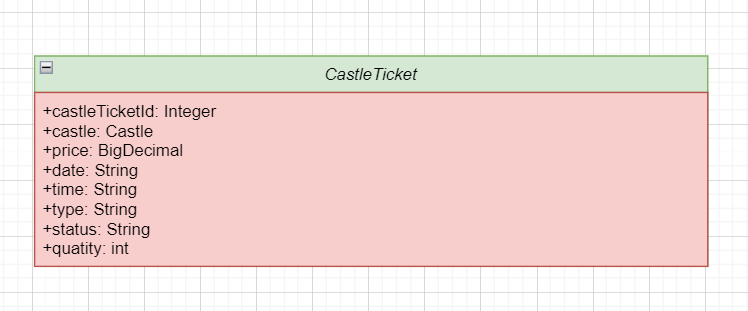 CastleTicket
+castleTicketId: Integer
+castle: Castle
+price: BigDecimal
+date: String
+time: String
+type: String
+status: String
+quatity: int